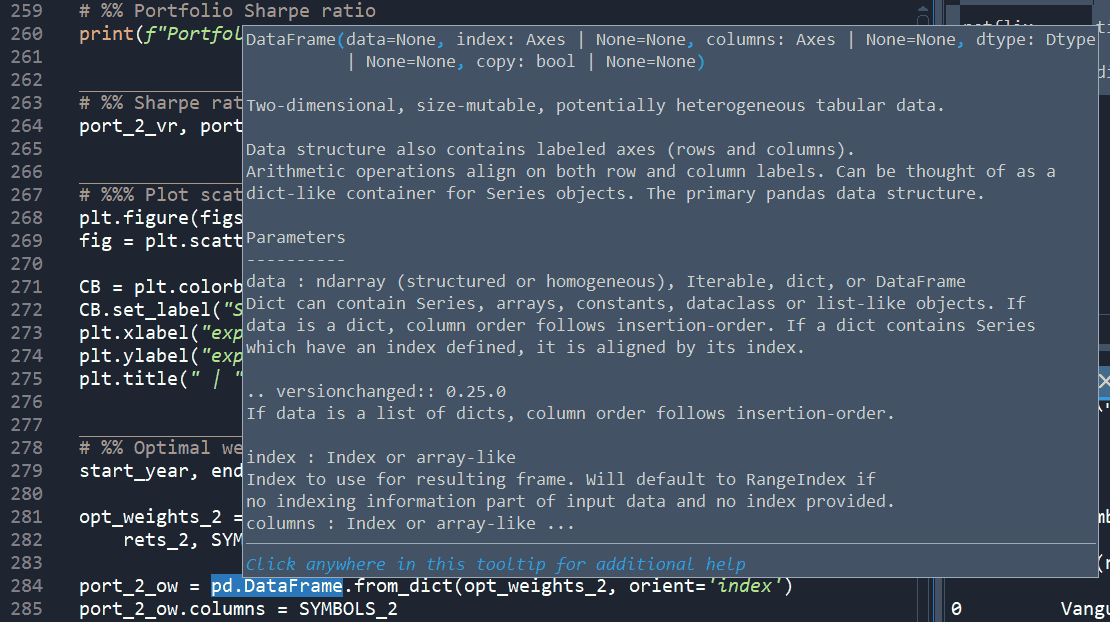 259 # %% Portfolio Sharpe ratio
260 print(f"Portfol
261
262
263 # %% Sharpe rat
264 port_2_vr, port
265
266
267 # %%% Plot scat
268 plt.figure(figs
269 fig = plt.scatt
270
271 CB = plt.colorb
272 CB.set_label("S
273 plt.xlabel("exp
274 plt.ylabel("exp
275 plt.title(" | "
276
277
278 # %% Optimal we
279 start_year, end
280
281 opt_weights_2 =
282 rets_2, SYM
283
284 port_2_ow = pd.DataFrame.from_dict(opt_weights_2, orient='index')
285 port_2_ow.columns = SYMBOLS_2
DataFrame(data=None, index: Axes | None=None, columns: Axes | None=None, dtype: Dtype
| None=None, copy: bool | None=None)
Two-dimensional, size-mutable, potentially heterogeneous tabular data.
Data structure also contains labeled axes (rows and columns).
Arithmetic operations align on both row and column labels. Can be thought of as a
dict-like container for Series objects. The primary pandas data structure.
Parameters
----------
data : ndarray (structured or homogeneous), Iterable, dict, or DataFrame
Dict can contain Series, arrays, constants, dataclass or list-like objects. If
data is a dict, column order follows insertion-order. If a dict contains Series
which have an index defined, it is aligned by its index.
.. versionchanged:: 0.25.0
If data is a list of dicts, column order follows insertion-order.
index : Index or array-like
Index to use for resulting frame. Will default to RangeIndex if
no indexing information part of input data and no index provided.
columns : Index or array-like ...
Click anywhere in this tooltip for additional help
0 Vangu